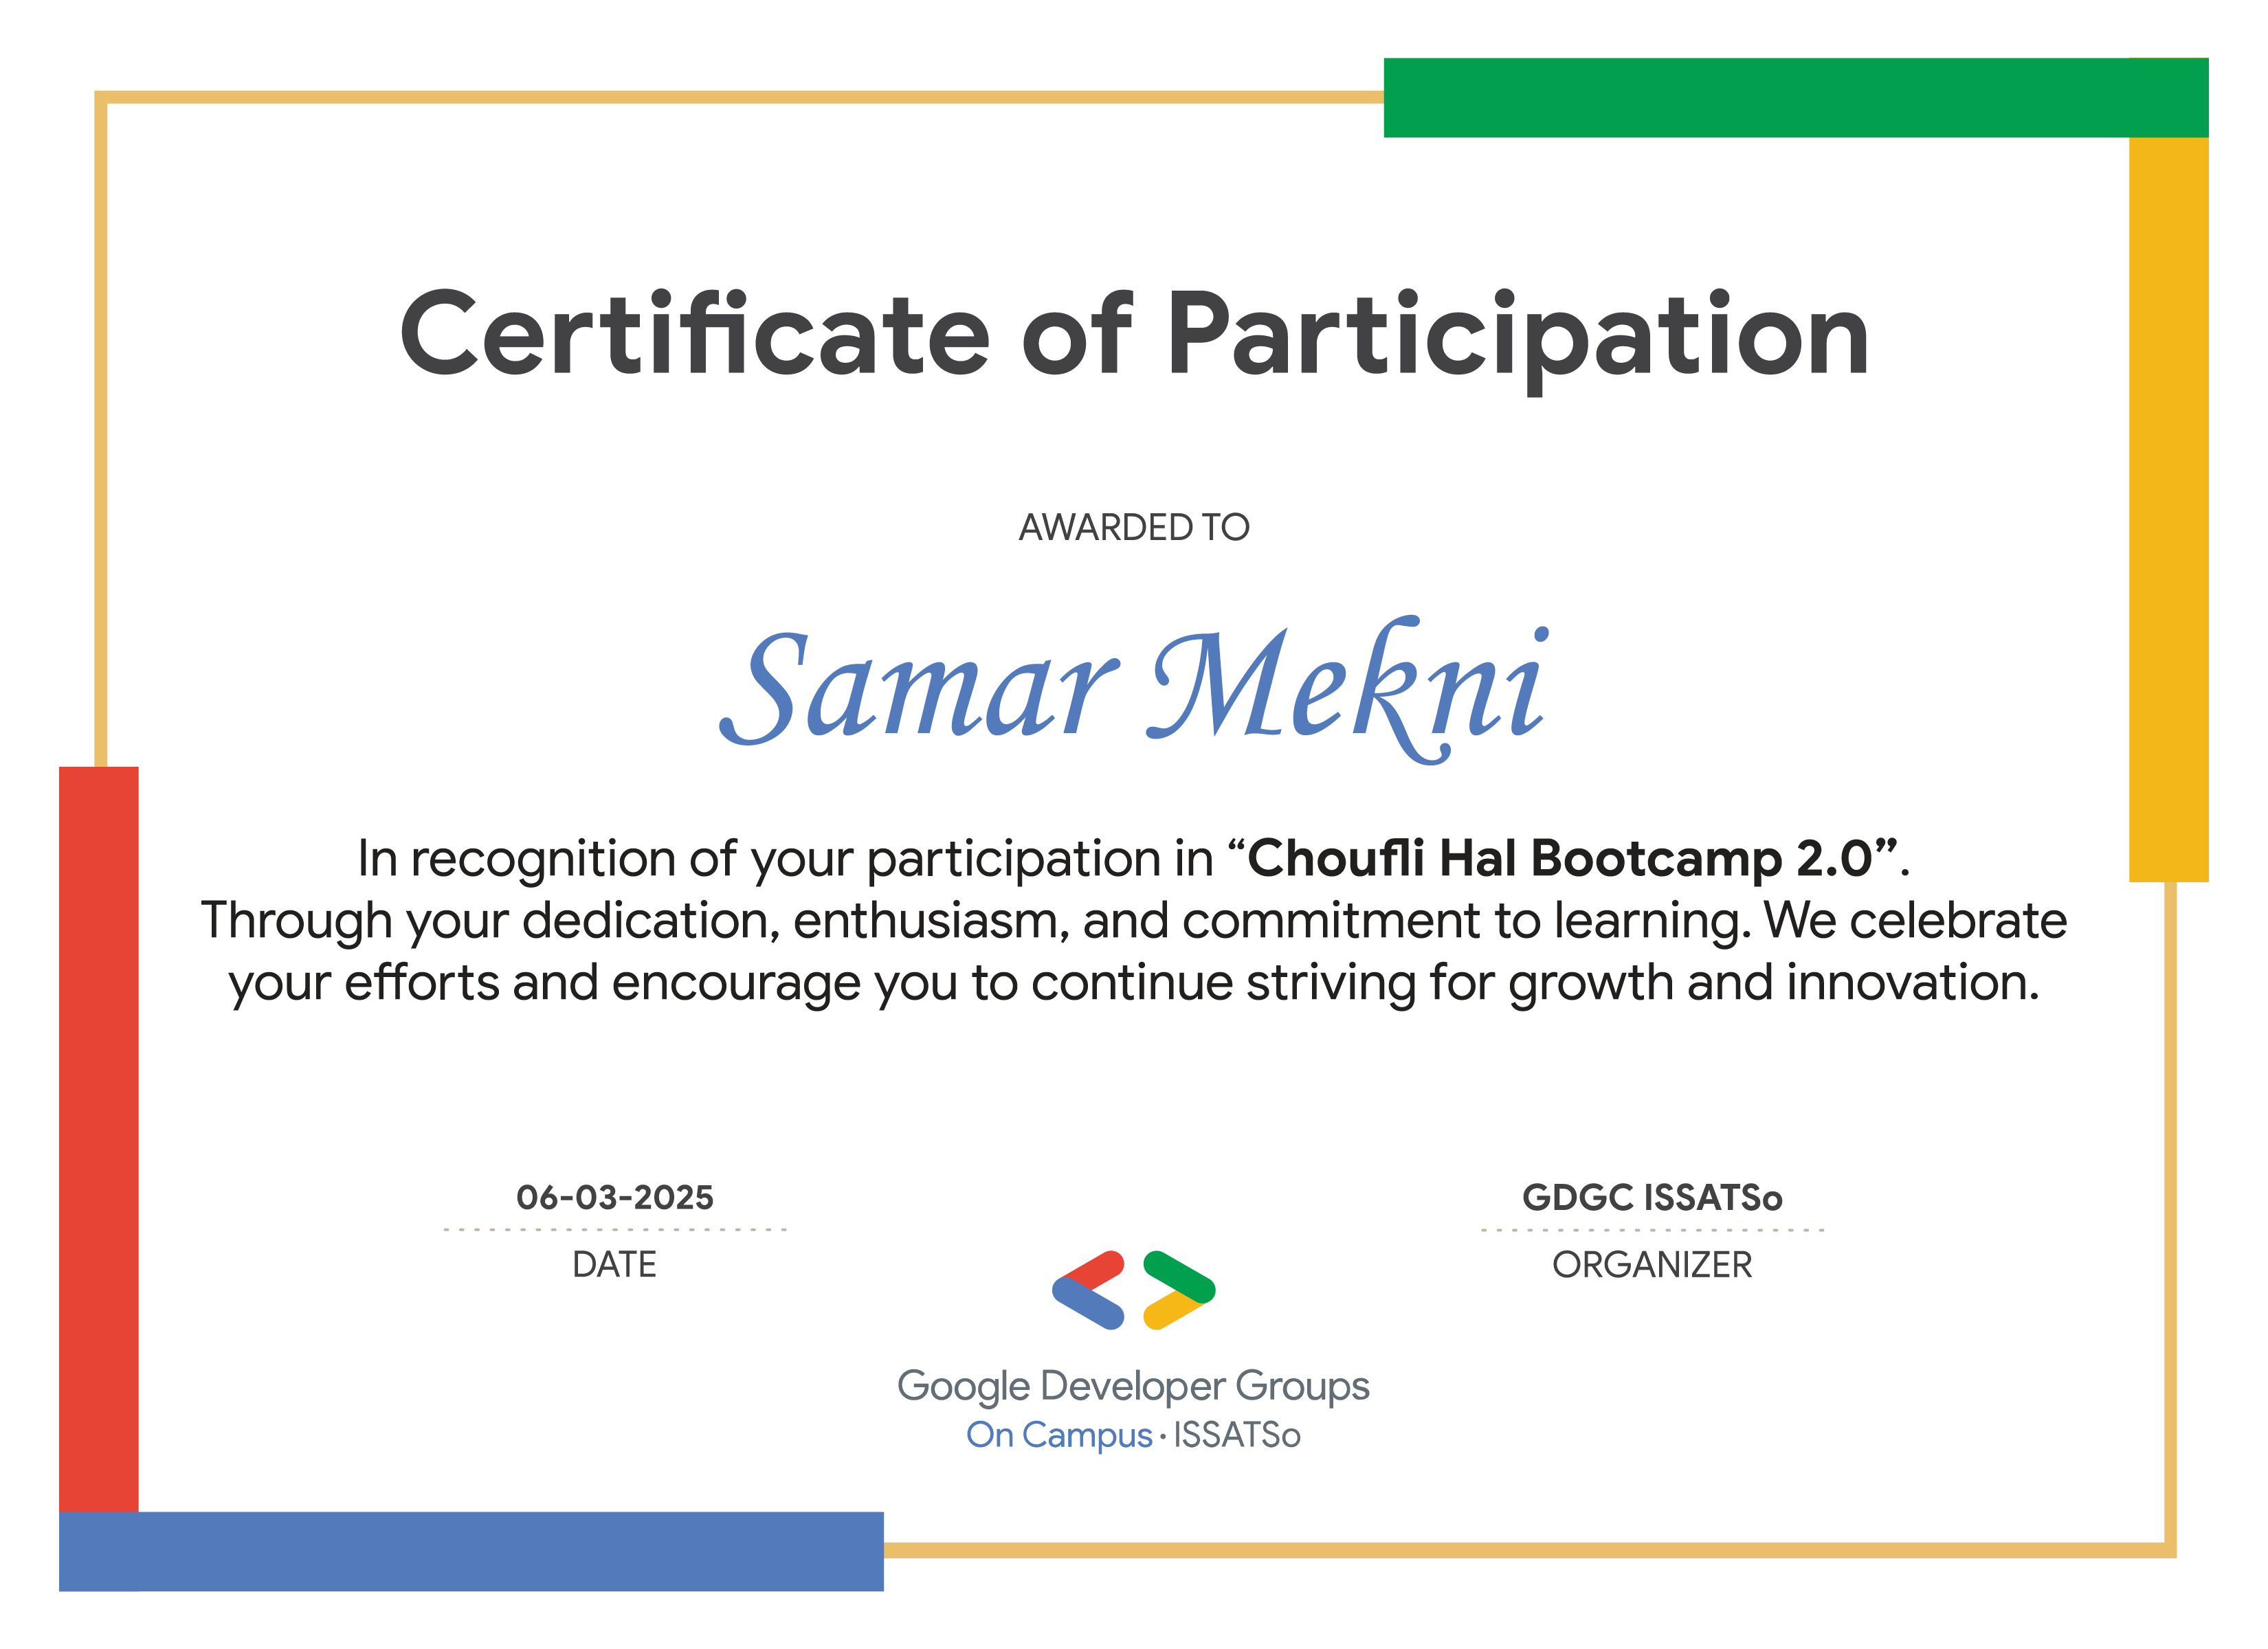 Certificate of Participation
AWARDED TO
Samar Mekni
In recognition of your participation in “Choufli Hal Bootcamp 2.0”.
Through your dedication, enthusiasm, and commitment to learning. We celebrate
your efforts and encourage you to continue striving for growth and innovation.
06-03-2025
DATE
GDGC ISSATSo
ORGANIZER
Google Developer Groups
On Campus · ISSATSo